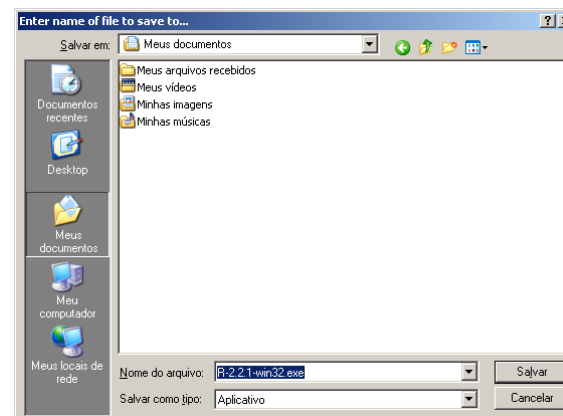 Enter name of file to save to...
Salvar em:
Meus documentos
Meus arquivos recebidos
Meus vídeos
Minhas imagens
Minhas músicas
Documentos
recentes
Desktop
Meus
documentos
Meu
computador
Meus locais de
rede
Nome do arquivo:
R-2.2.1-win32.exe
Salvar
Salvar como tipo:
Aplicativo
Cancelar